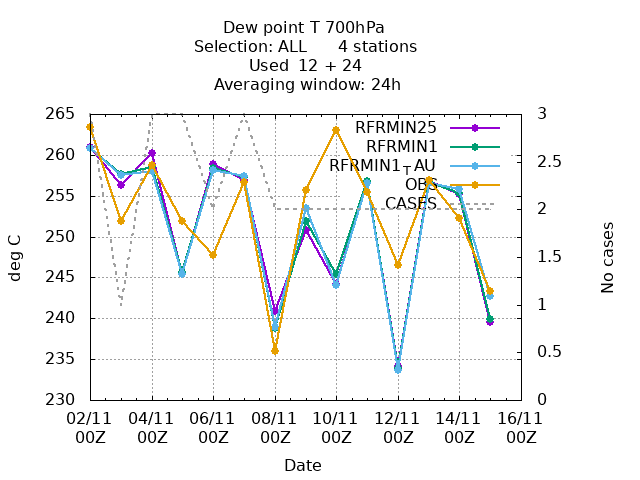 Dew point T 700hPa
Selection: ALL 4 stations
Used 12 + 24
Averaging window: 24h
265
260
255
250
245
240
235
230
3
2.5
2
1.5
1
0.5
0
RFRMIN25
RFRMIN1
RFRMIN1_TAU
OBS
CASES
deg C
No cases
02/11 04/11 06/11 08/11 10/11 12/11 14/11 16/11
00Z 00Z 00Z 00Z 00Z 00Z 00Z 00Z
Date